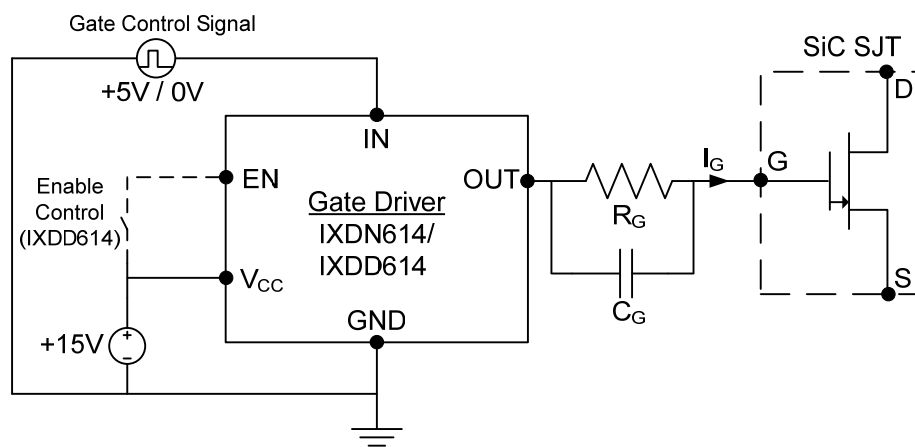 Gate Control Signal
+5V / 0V
SiC SJT
D
IN
EN
Enable
Control
(IXDD614)
Gate Driver
IXDN614/
IXDD614
OUT
R_G
C_G
I_G
G
S
V_CC
GND
+15V